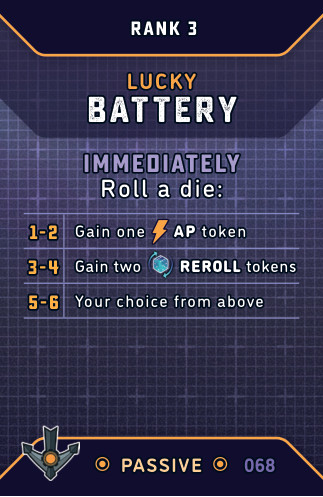 RANK 3
LUCKY
BATTERY
IMMEDIATELY
Roll a die:
1-2 Gain one AP token
3-4 Gain two REROLL tokens
5-6 Your choice from above
PASSIVE 068